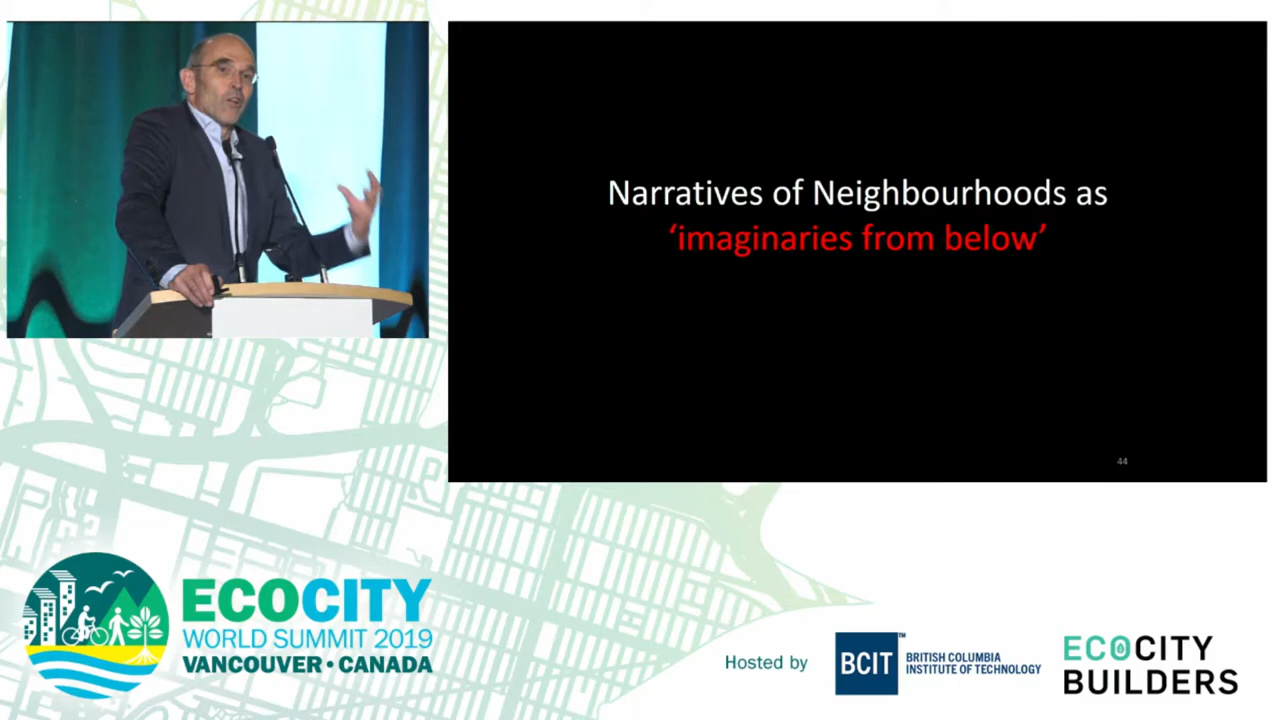 Narratives of Neighbourhoods as
‘imaginaries from below’
44
ECOCITY
WORLD SUMMIT 2019
VANCOUVER • CANADA
Hosted by
BCIT™
BRITISH COLUMBIA
INSTITUTE OF TECHNOLOGY
ECOCITY
BUILDERS